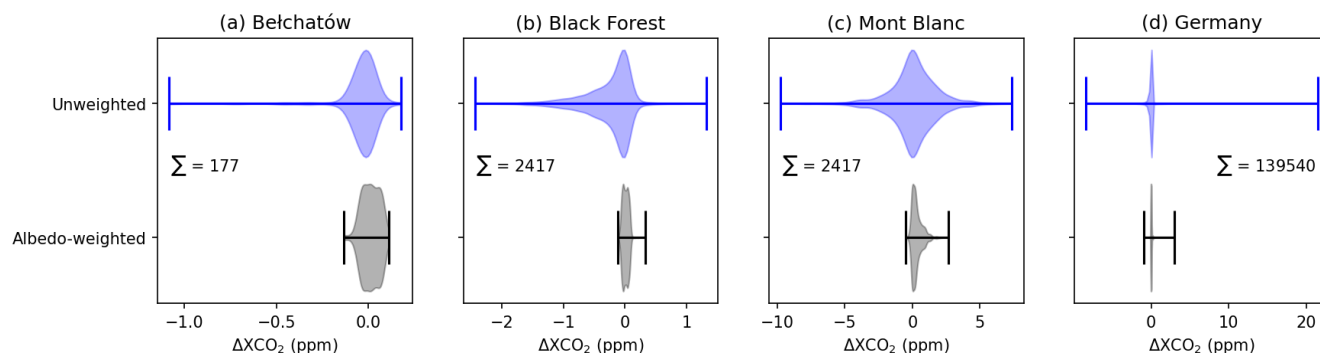 (a) Bełchatów
(b) Black Forest
(c) Mont Blanc
(d) Germany
Unweighted
Albedo-weighted
∑ = 177
∑ = 2417
∑ = 2417
∑ = 139540
−1.0 −0.5 0.0
−2 −1 0 1
−10 −5 0 5
0 10 20
ΔXCO₂ (ppm)
ΔXCO₂ (ppm)
ΔXCO₂ (ppm)
ΔXCO₂ (ppm)